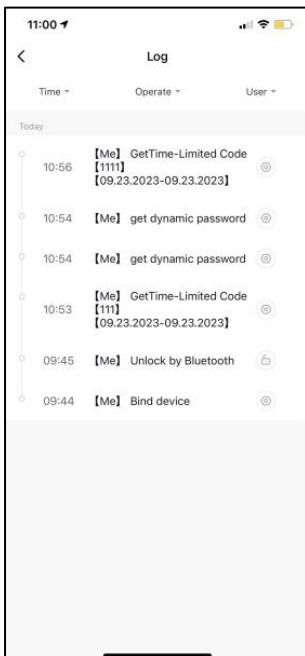 11:00
Log
Time Operate User
Today
10:56 【Me】 GetTime-Limited Code
【1111】
【09.23.2023-09.23.2023】
10:54 【Me】 get dynamic password
10:54 【Me】 get dynamic password
10:53 【Me】 GetTime-Limited Code
【111】
【09.23.2023-09.23.2023】
09:45 【Me】 Unlock by Bluetooth
09:44 【Me】 Bind device